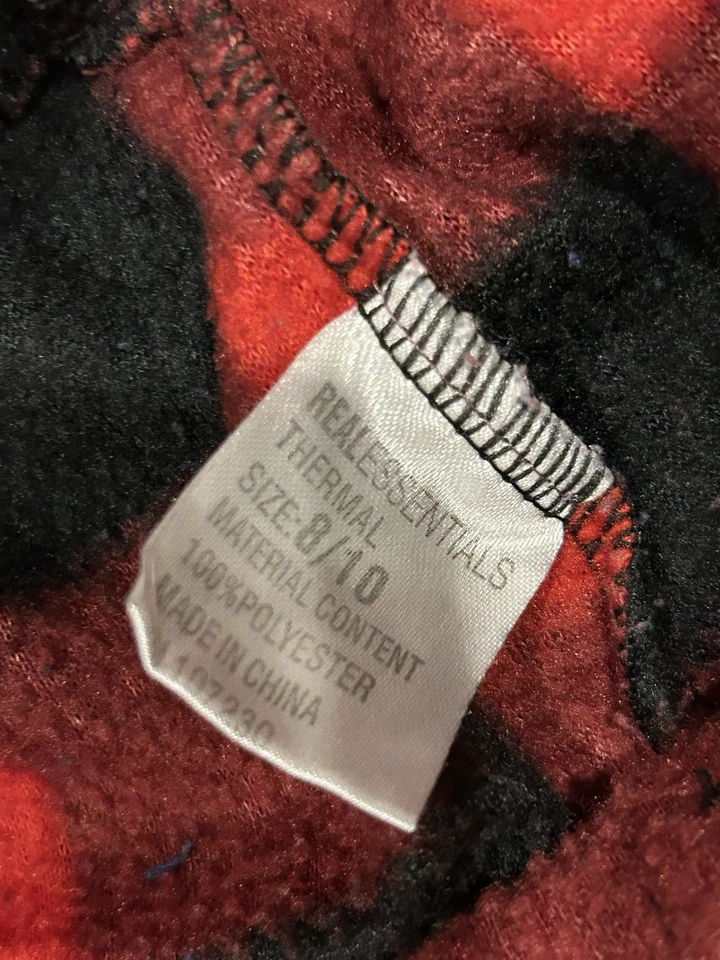 REALESSENTIALS
THERMAL
SIZE:8/10
MATERIAL CONTENT
100%POLYESTER
MADE IN CHINA